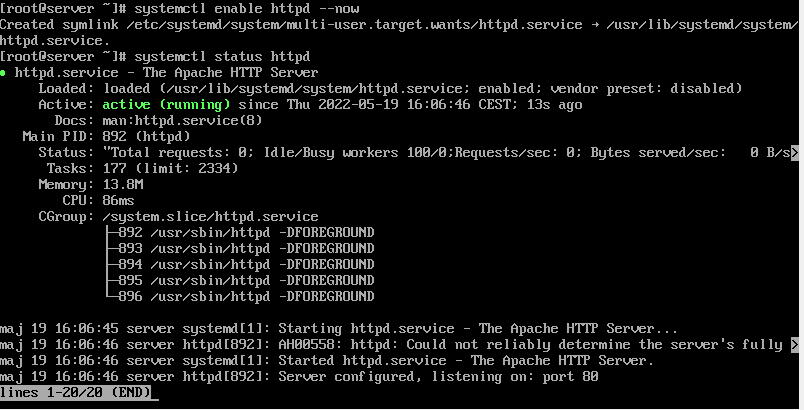 [root@server ~]# systemctl enable httpd --now
Created symlink /etc/systemd/system/multi-user.target.wants/httpd.service → /usr/lib/systemd/system/
httpd.service.
[root@server ~]# systemctl status httpd
● httpd.service - The Apache HTTP Server
     Loaded: loaded (/usr/lib/systemd/system/httpd.service; enabled; vendor preset: disabled)
     Active: active (running) since Thu 2022-05-19 16:06:46 CEST; 13s ago
       Docs: man:httpd.service(8)
   Main PID: 892 (httpd)
     Status: "Total requests: 0; Idle/Busy workers 100/0;Requests/sec: 0; Bytes served/sec:   0 B/s>
      Tasks: 177 (limit: 2334)
     Memory: 13.8M
        CPU: 86ms
     CGroup: /system.slice/httpd.service
             ├─892 /usr/sbin/httpd -DFOREGROUND
             ├─893 /usr/sbin/httpd -DFOREGROUND
             ├─894 /usr/sbin/httpd -DFOREGROUND
             ├─895 /usr/sbin/httpd -DFOREGROUND
             └─896 /usr/sbin/httpd -DFOREGROUND

maj 19 16:06:45 server systemd[1]: Starting httpd.service - The Apache HTTP Server...
maj 19 16:06:46 server httpd[892]: AH00558: httpd: Could not reliably determine the server's fully >
maj 19 16:06:46 server systemd[1]: Started httpd.service - The Apache HTTP Server.
maj 19 16:06:46 server httpd[892]: Server configured, listening on: port 80
lines 1-20/20 (END)